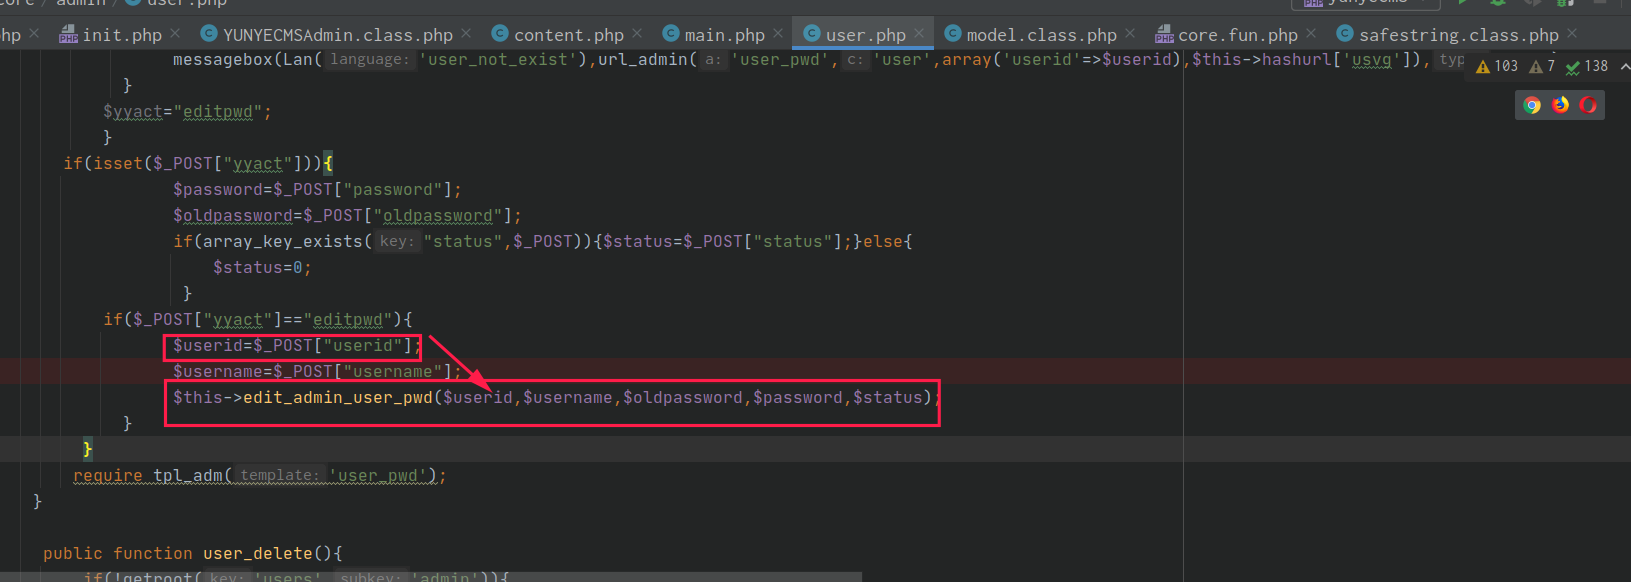 core / admin / user.php yunyecms
hp init.php YUNYECMSAdmin.class.php content.php main.php user.php model.class.php core.fun.php safestring.class.php
messagebox(Lan( language: 'user_not_exist'),url_admin( a: 'user_pwd', c: 'user',array('userid'=>$userid),$this->hashurl['usvg']), typ
103 7 138
}
$yyact="editpwd";
}
if(isset($_POST["yyact"])){
$password=$_POST["password"];
$oldpassword=$_POST["oldpassword"];
if(array_key_exists( key: "status",$_POST)){$status=$_POST["status"];}else{
$status=0;
}
if($_POST["yyact"]=="editpwd"){
$userid=$_POST["userid"];
$username=$_POST["username"];
$this->edit_admin_user_pwd($userid,$username,$oldpassword,$password,$status);
}
}
require tpl_adm( template: 'user_pwd');
}
public function user_delete(){
if(!getroot( key: 'users' subkey: 'admin')){